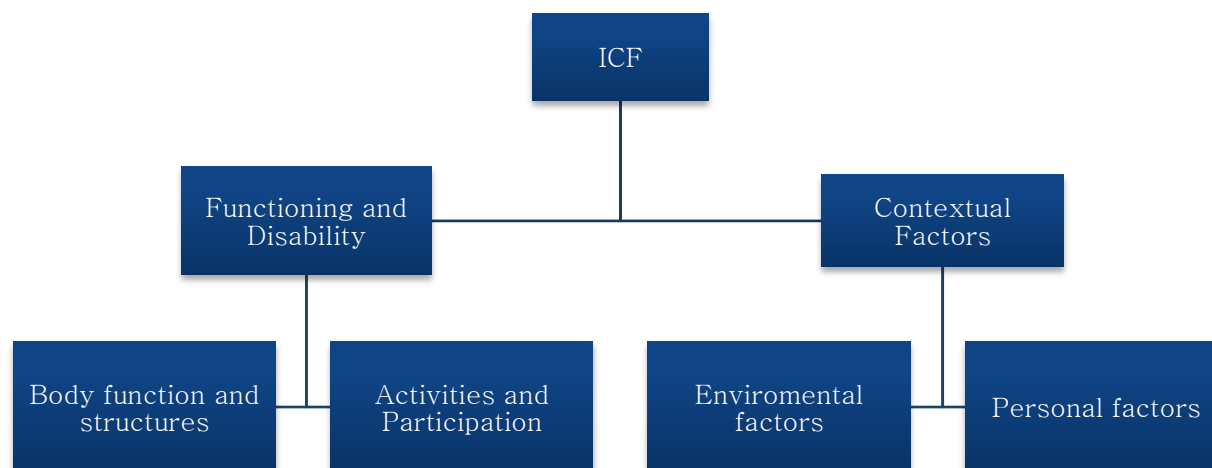 ICF
Functioning and
Disability
Contextual
Factors
Body function and
structures
Activities and
Participation
Enviromental
factors
Personal factors